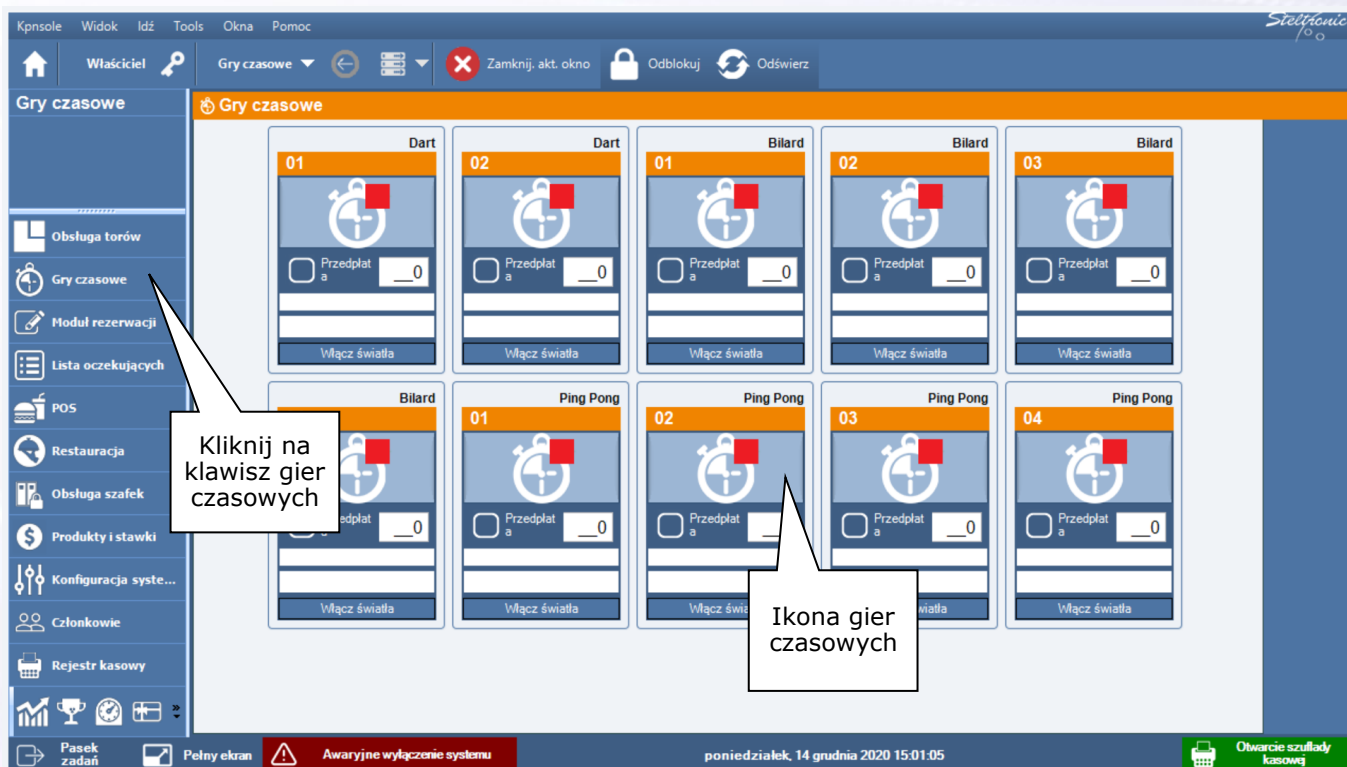 Kpnsole Widok Idź Tools Okna Pomoc
Steltronic
Właściciel Gry czasowe Zamknij. akt. okno Odblokuj Odświerz
Gry czasowe
Gry czasowe
Dart Dart Bilard Bilard Bilard
01 02 01 02 03
Przedpłat Przedpłat Przedpłat Przedpłat Przedpłat
a __0 a __0 a __0 a __0 a __0
Włącz światła Włącz światła Włącz światła Włącz światła Włącz światła
Bilard Ping Pong Ping Pong Ping Pong Ping Pong
01 02 03 04
edpłat Przedpłat Przedpłat Przedpłat Przedpłat
a __0 a __0 a a __0 a __0
Włącz światła Włącz światła Włącz świa wiatła Włącz światła
Obsługa torów
Gry czasowe
Moduł rezerwacji
Lista oczekujących
POS
Restauracja
Obsługa szafek
Produkty i stawki
Konfiguracja syste...
Członkowie
Rejestr kasowy
Kliknij na
klawisz gier
czasowych
Ikona gier
czasowych
Pasek
zadań
Pełny ekran
Awaryjne wyłączenie systemu
poniedziałek, 14 grudnia 2020 15:01:05
Otwarcie szuflady
kasowej